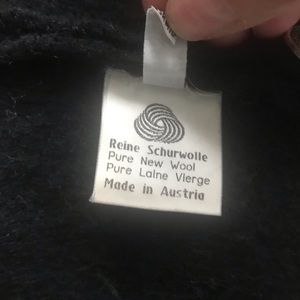 Reine Schurwolle
Pure New Wool
Pure Laine Vierge
Made in Austria